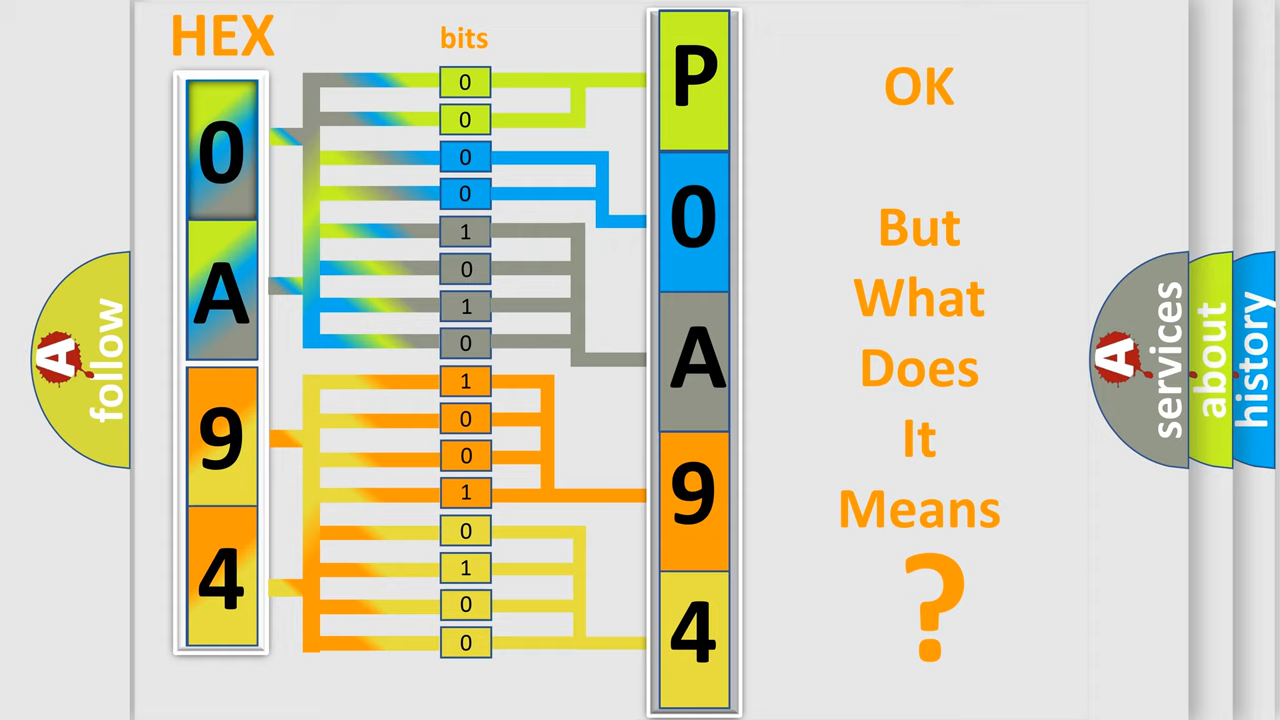 HEX
bits
0
A
9
4
0
0
0
0
1
0
1
0
1
0
0
1
0
1
0
0
P
0
A
9
4
OK
But
What
Does
It
Means
?
A
follow
A
services
about
history